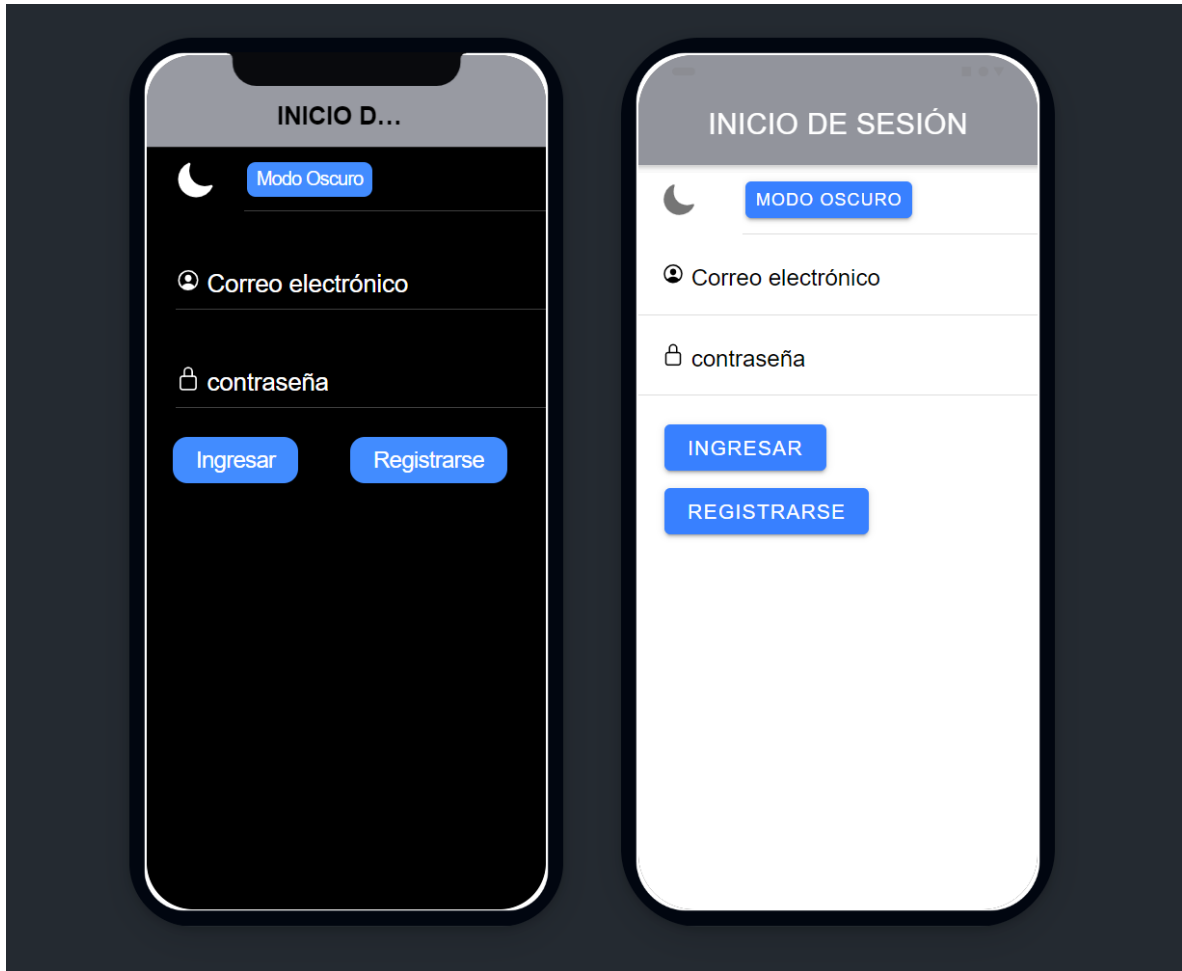 INICIO D...
Modo Oscuro
Correo electrónico
contraseña
Ingresar
Registrarse
INICIO DE SESIÓN
MODO OSCURO
Correo electrónico
contraseña
INGRESAR
REGISTRARSE